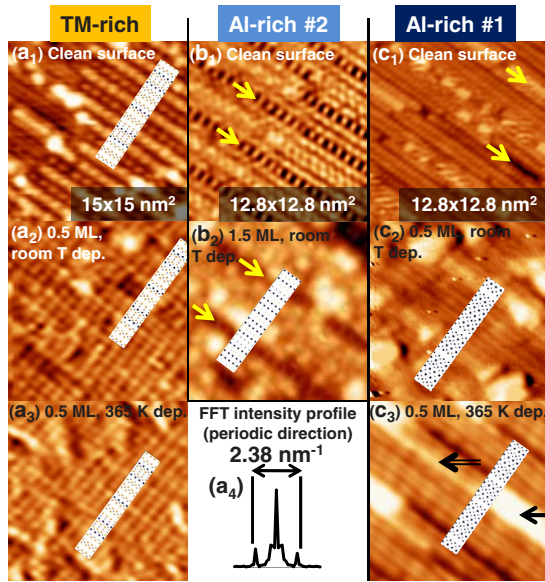 TM-rich
Al-rich #2
Al-rich #1
(a1) Clean surface
15x15 nm²
(b1) Clean surface
12.8x12.8 nm²
(c1) Clean surface
12.8x12.8 nm²
(a2) 0.5 ML,
room T dep.
(b2) 1.5 ML, room
T dep.
(c2) 0.5 ML, room
T dep.
(a3) 0.5 ML, 365 K dep.
FFT intensity profile
(periodic direction)
2.38 nm⁻¹
(a4)
(c3) 0.5 ML, 365 K dep.